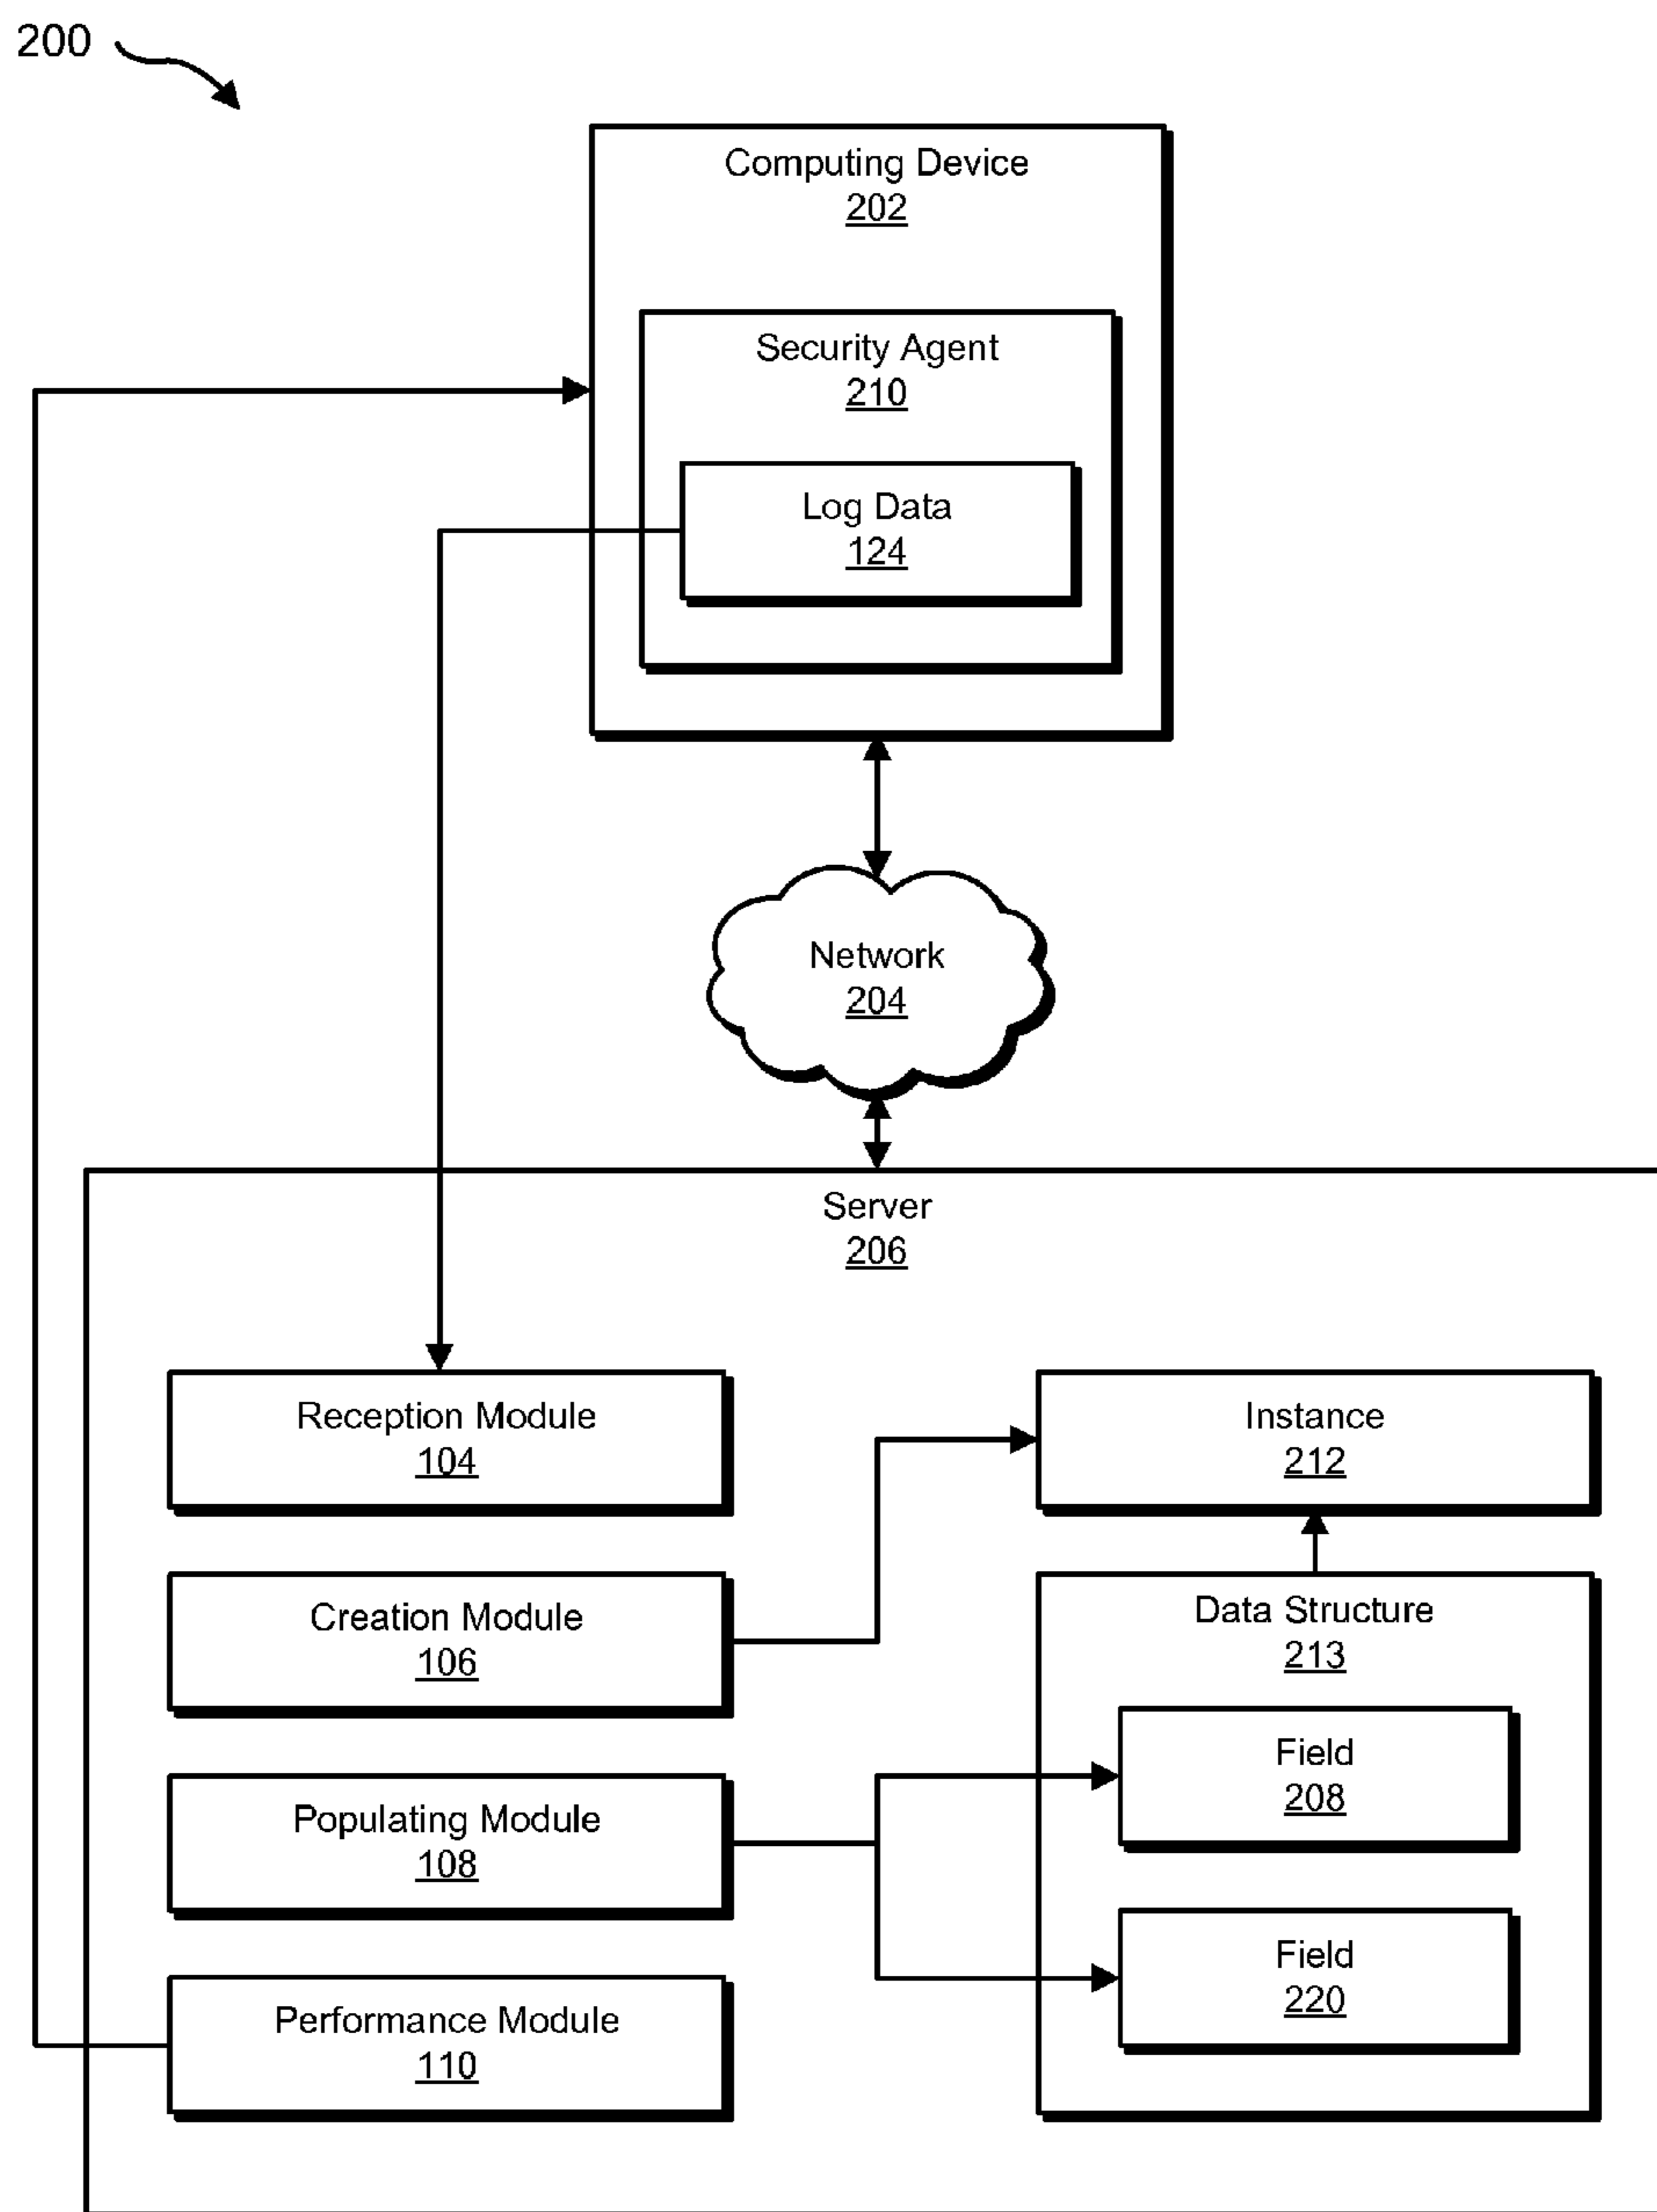 200
Computing Device
202
Security Agent
210
Log Data
124
Network
204
Server
206
Reception Module
104
Instance
212
Creation Module
106
Data Structure
213
Field
208
Populating Module
108
Field
220
Performance Module
110